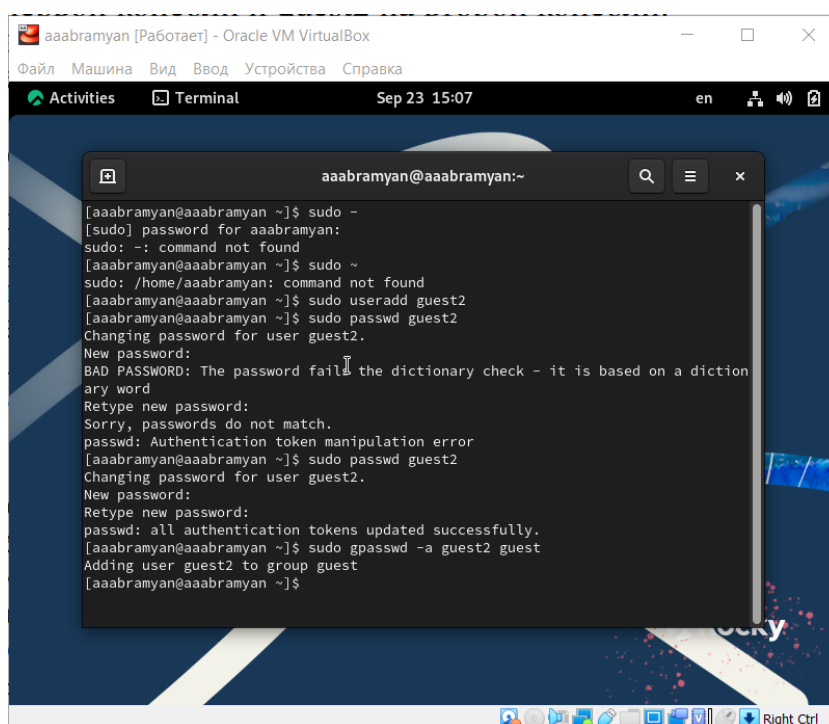 aaabramyan [Работает] - Oracle VM VirtualBox
Файл Машина Вид Ввод Устройства Справка
Activities Terminal Sep 23 15:07 en
aaabramyan@aaabramyan:~
[aaabramyan@aaabramyan ~]$ sudo -
[sudo] password for aaabramyan:
sudo: -: command not found
[aaabramyan@aaabramyan ~]$ sudo ~
sudo: /home/aaabramyan: command not found
[aaabramyan@aaabramyan ~]$ sudo useradd guest2
[aaabramyan@aaabramyan ~]$ sudo passwd guest2
Changing password for user guest2.
New password:
BAD PASSWORD: The password fails the dictionary check - it is based on a diction
ary word
Retype new password:
Sorry, passwords do not match.
passwd: Authentication token manipulation error
[aaabramyan@aaabramyan ~]$ sudo passwd guest2
Changing password for user guest2.
New password:
Retype new password:
passwd: all authentication tokens updated successfully.
[aaabramyan@aaabramyan ~]$ sudo gpasswd -a guest2 guest
Adding user guest2 to group guest
[aaabramyan@aaabramyan ~]$
Right Ctrl